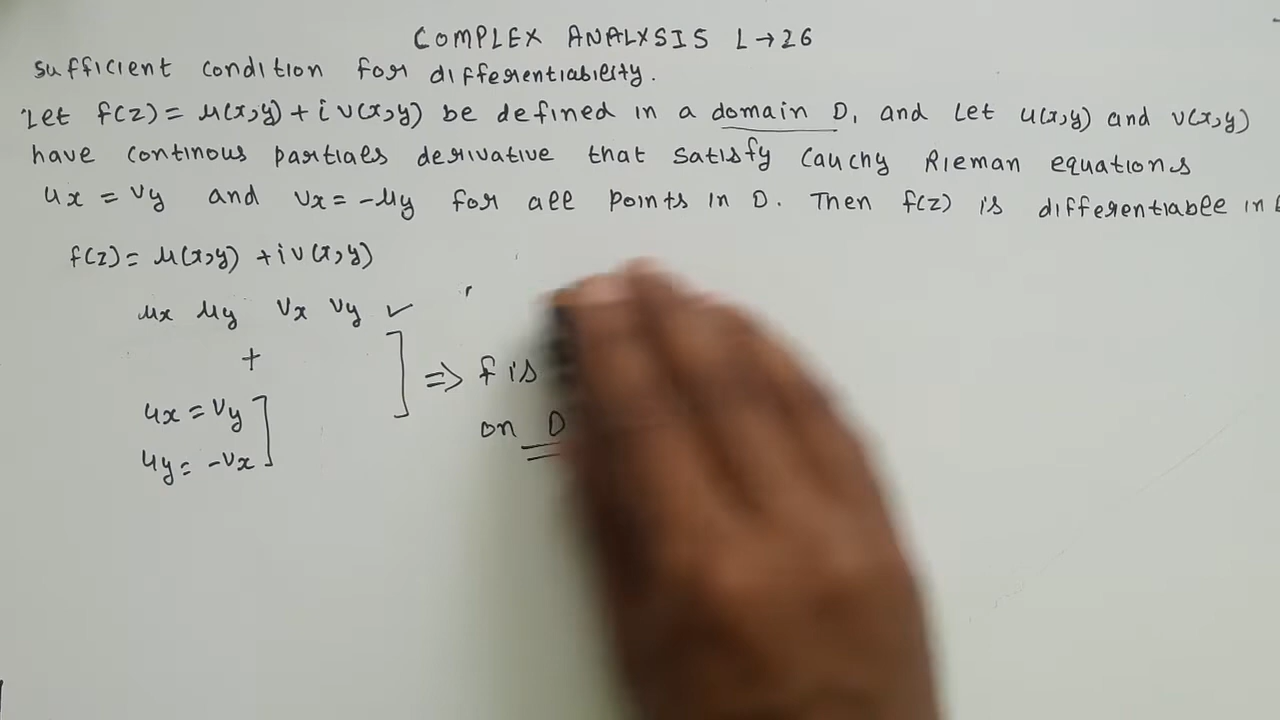 COMPLEX ANALYSIS L→26
Sufficient condition for differentiability.
Let f(z) = u(x,y) + i v(x,y) be defined in a domain D, and Let u(x,y) and v(x,y)
have continous partials derivative that satisfy Cauchy Rieman equations
ux = vy and vx = -uy for all points in D. Then f(z) is differentiable in
f(z) = u(x,y) + i v(x,y)
ux uy vx vy ✓
+
ux = vy
uy = -vx
] => f is
on D